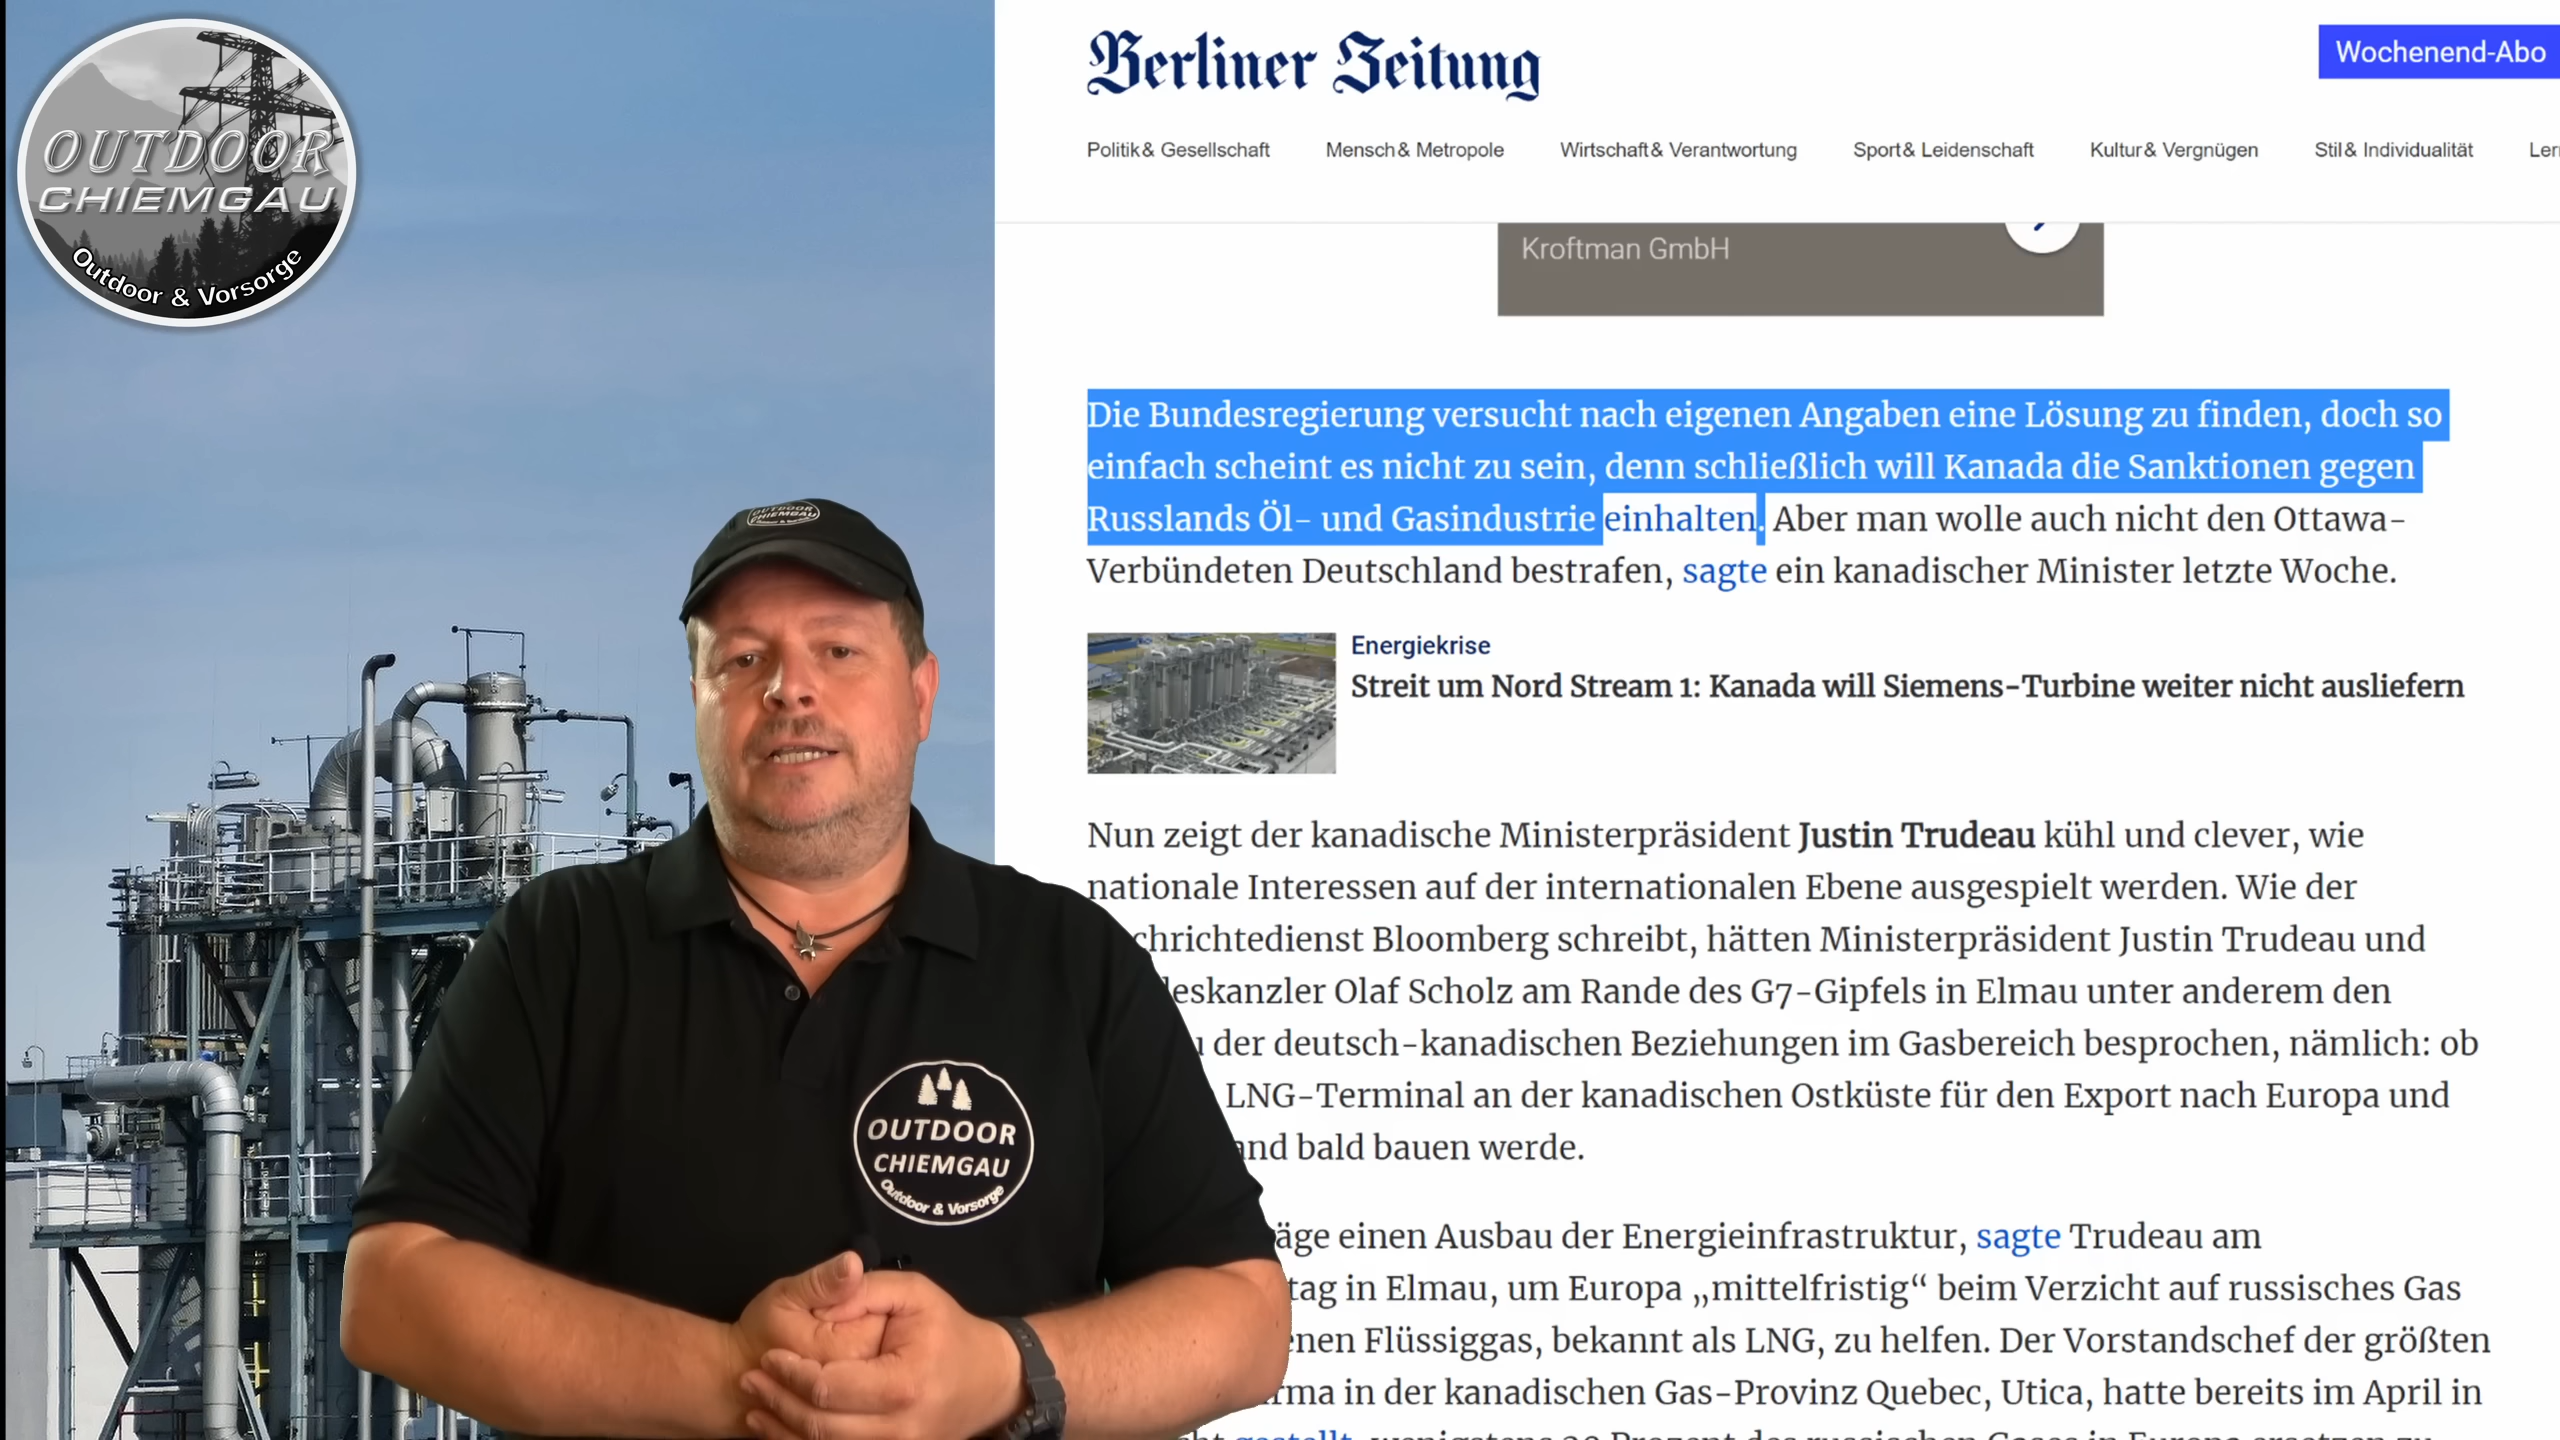 OUTDOOR
CHIEMGAU
Outdoor & Vorsorge
Berliner Zeitung
Wochenend-Abo
Politik & Gesellschaft Mensch & Metropole Wirtschaft & Verantwortung Sport & Leidenschaft Kultur & Vergnügen Stil & Individualität
Kroftman GmbH
Die Bundesregierung versucht nach eigenen Angaben eine Lösung zu finden, doch so
einfach scheint es nicht zu sein, denn schließlich will Kanada die Sanktionen gegen
Russlands Öl- und Gasindustrie einhalten. Aber man wolle auch nicht den Ottawa-
Verbündeten Deutschland bestrafen, sagte ein kanadischer Minister letzte Woche.
Energiekrise
Streit um Nord Stream 1: Kanada will Siemens-Turbine weiter nicht ausliefern
Nun zeigt der kanadische Ministerpräsident Justin Trudeau kühl und clever, wie
nationale Interessen auf der internationalen Ebene ausgespielt werden. Wie der
chrichtedienst Bloomberg schreibt, hätten Ministerpräsident Justin Trudeau und
leskanzler Olaf Scholz am Rande des G7-Gipfels in Elmau unter anderem den
der deutsch-kanadischen Beziehungen im Gasbereich besprochen, nämlich: ob
LNG-Terminal an der kanadischen Ostküste für den Export nach Europa und
and bald bauen werde.
äge einen Ausbau der Energieinfrastruktur, sagte Trudeau am
tag in Elmau, um Europa „mittelfristig“ beim Verzicht auf russisches Gas
enen Flüssiggas, bekannt als LNG, zu helfen. Der Vorstandschef der größten
rma in der kanadischen Gas-Provinz Quebec, Utica, hatte bereits im April in
OUTDOOR
CHIEMGAU
OUTDOOR
CHIEMGAU
Outdoor & Vorsorge